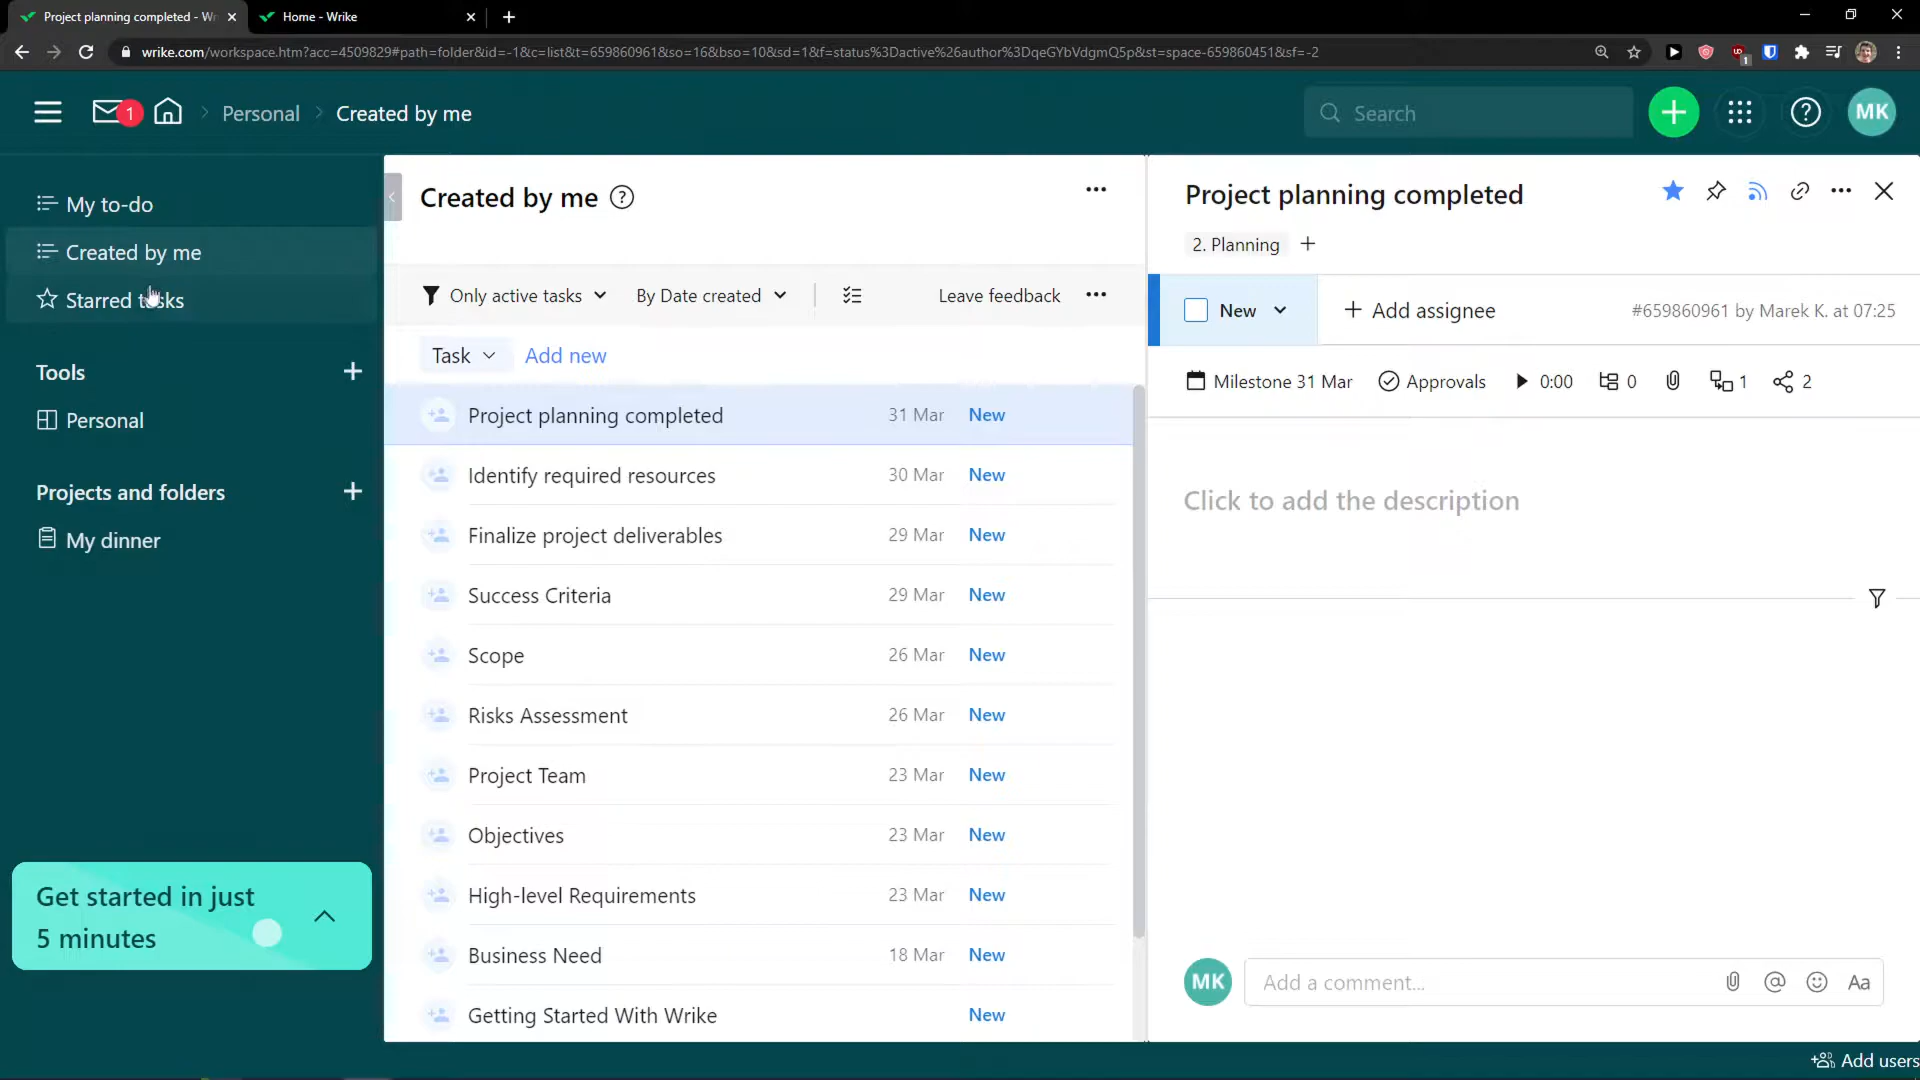 Project planning completed - Wr
Home - Wrike
wrike.com/workspace.htm?acc=4509829#path=folder&id=-1&c=list&t=659860961&so=16&bso=10&sd=1&f=status%3Dactive%26author%3DqeGYbVdgmQ5p&st=space-659860451&sf=-2
1
1
Personal
Created by me
Search
MK
My to-do
Created by me
Starred tasks
Tools
Personal
Projects and folders
My dinner
Get started in just
5 minutes
Created by me
Only active tasks
By Date created
Leave feedback
Task
Add new
Project planning completed 31 Mar New
Identify required resources 30 Mar New
Finalize project deliverables 29 Mar New
Success Criteria 29 Mar New
Scope 26 Mar New
Risks Assessment 26 Mar New
Project Team 23 Mar New
Objectives 23 Mar New
High-level Requirements 23 Mar New
Business Need 18 Mar New
Getting Started With Wrike New
Project planning completed
2. Planning
New
Add assignee
#659860961 by Marek K. at 07:25
Milestone 31 Mar
Approvals
0:00
0
1
2
Click to add the description
MK
Add a comment...
Aa
Add users